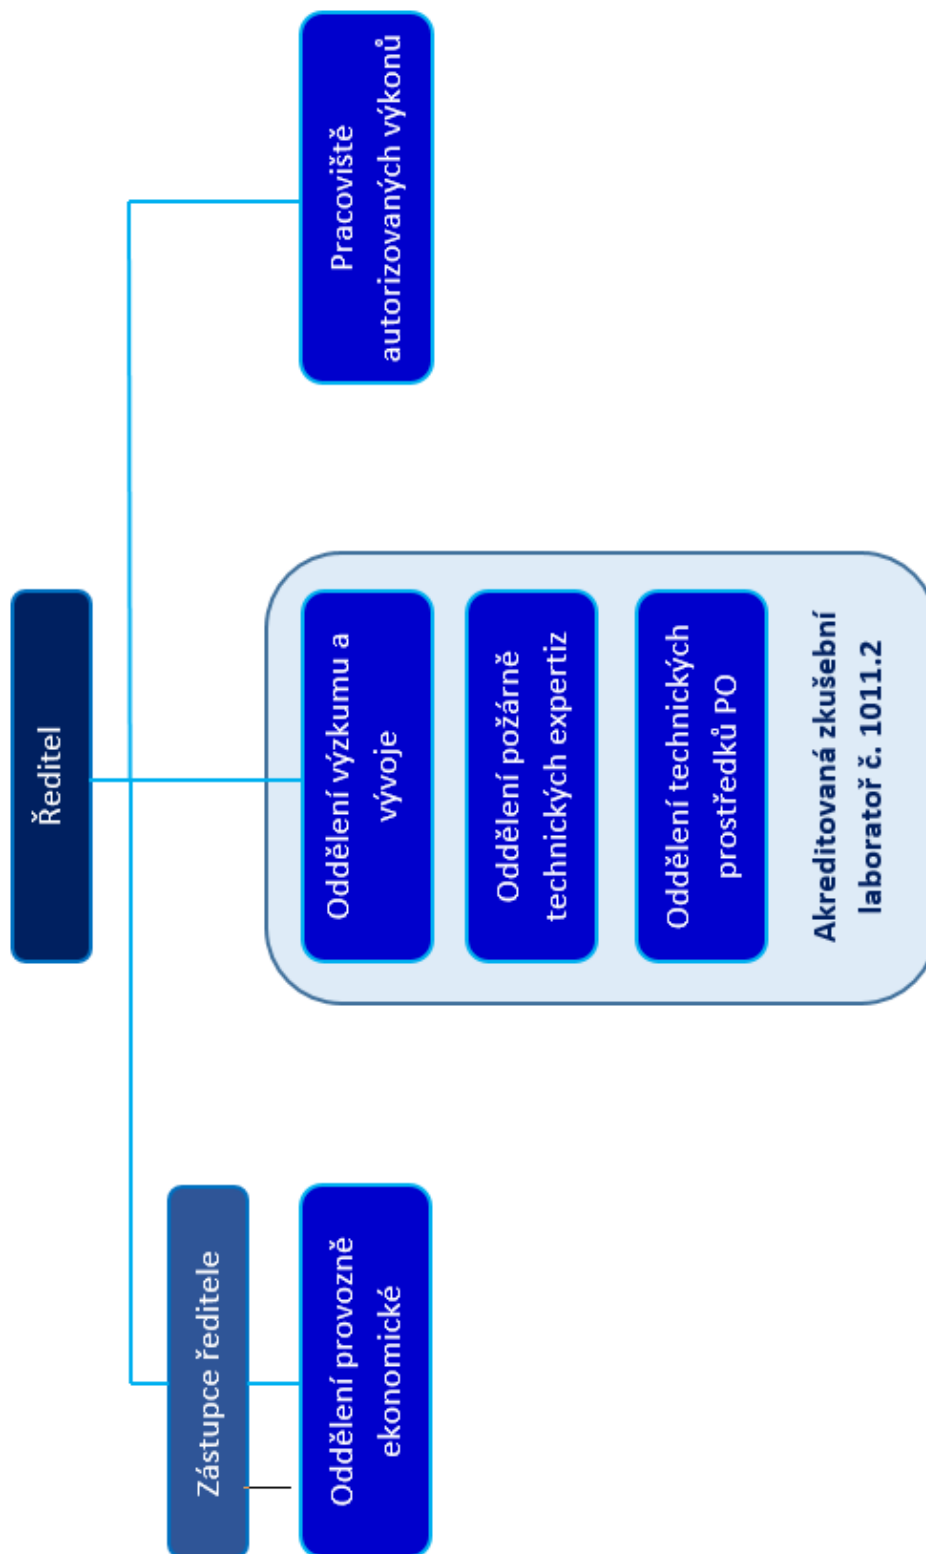 Ředitel
Zástupce ředitele
Oddělení provozně
ekonomické
Oddělení výzkumu a
vývoje
Oddělení požárně
technických expertiz
Oddělení technických
prostředků PO
Akreditovaná zkušební
laboratoř č. 1011.2
Pracoviště
autorizovaných výkonů